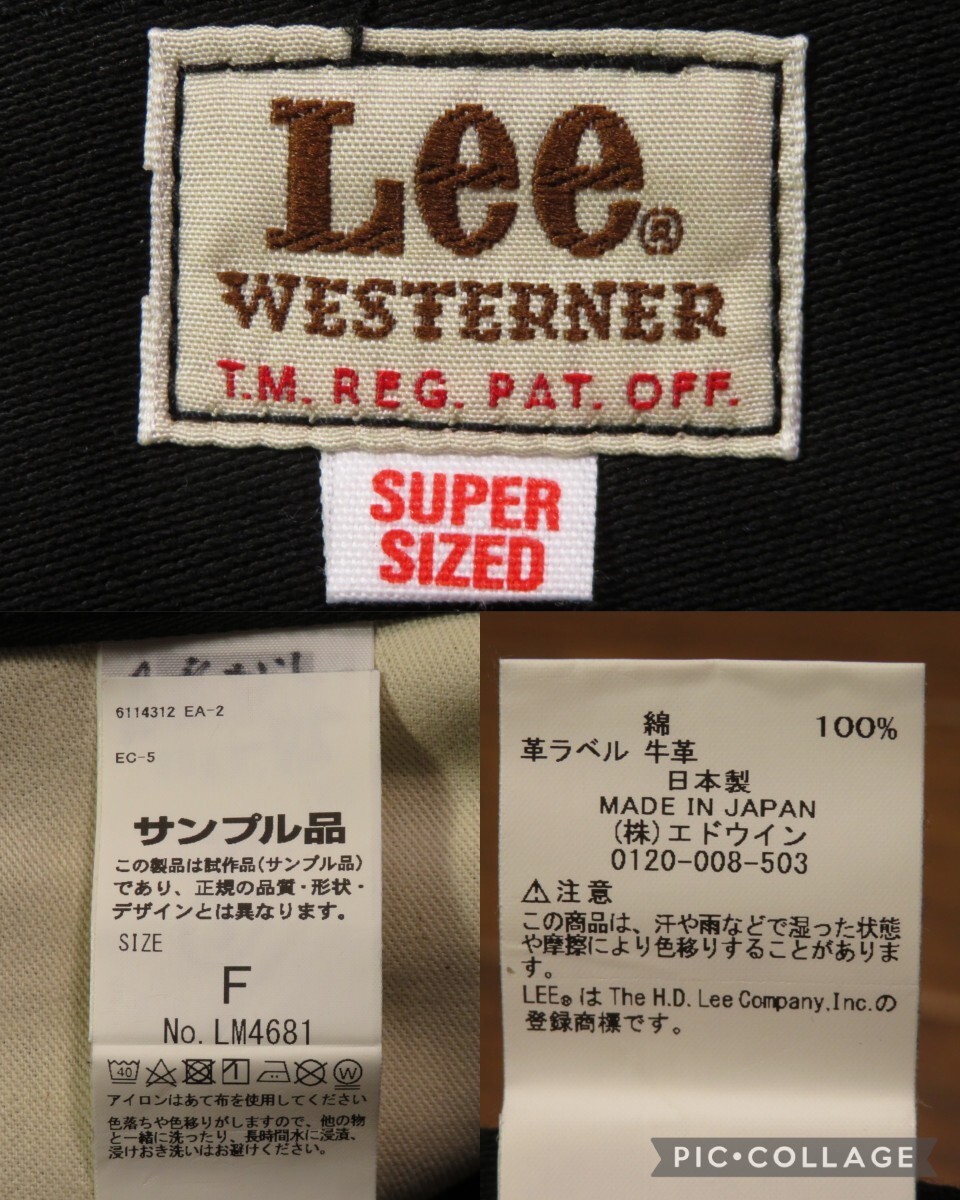 Lee®
WESTERNER
T.M. REG. PAT. OFF.
SUPER
SIZED
6114312 EA-2
EC-5
サンプル品
この製品は試作品(サンプル品)
であり、正規の品質・形状・
デザインとは異なります。
SIZE
F
No. LM4681
40
アイロンはあて布を使用してください
色落ちや色移りがしますので、他の物
と一緒に洗ったり、長時間水に浸漬、
浸けおき洗いはお避けください。
綿 100%
革ラベル 牛革
日本製
MADE IN JAPAN
(株)エドウイン
0120-008-503
⚠注意
この商品は、汗や雨などで湿った状態
や摩擦により色移りすることがありま
す。
LEE® は The H.D. Lee Company,Inc.の
登録商標です。
PIC•COLLAGE